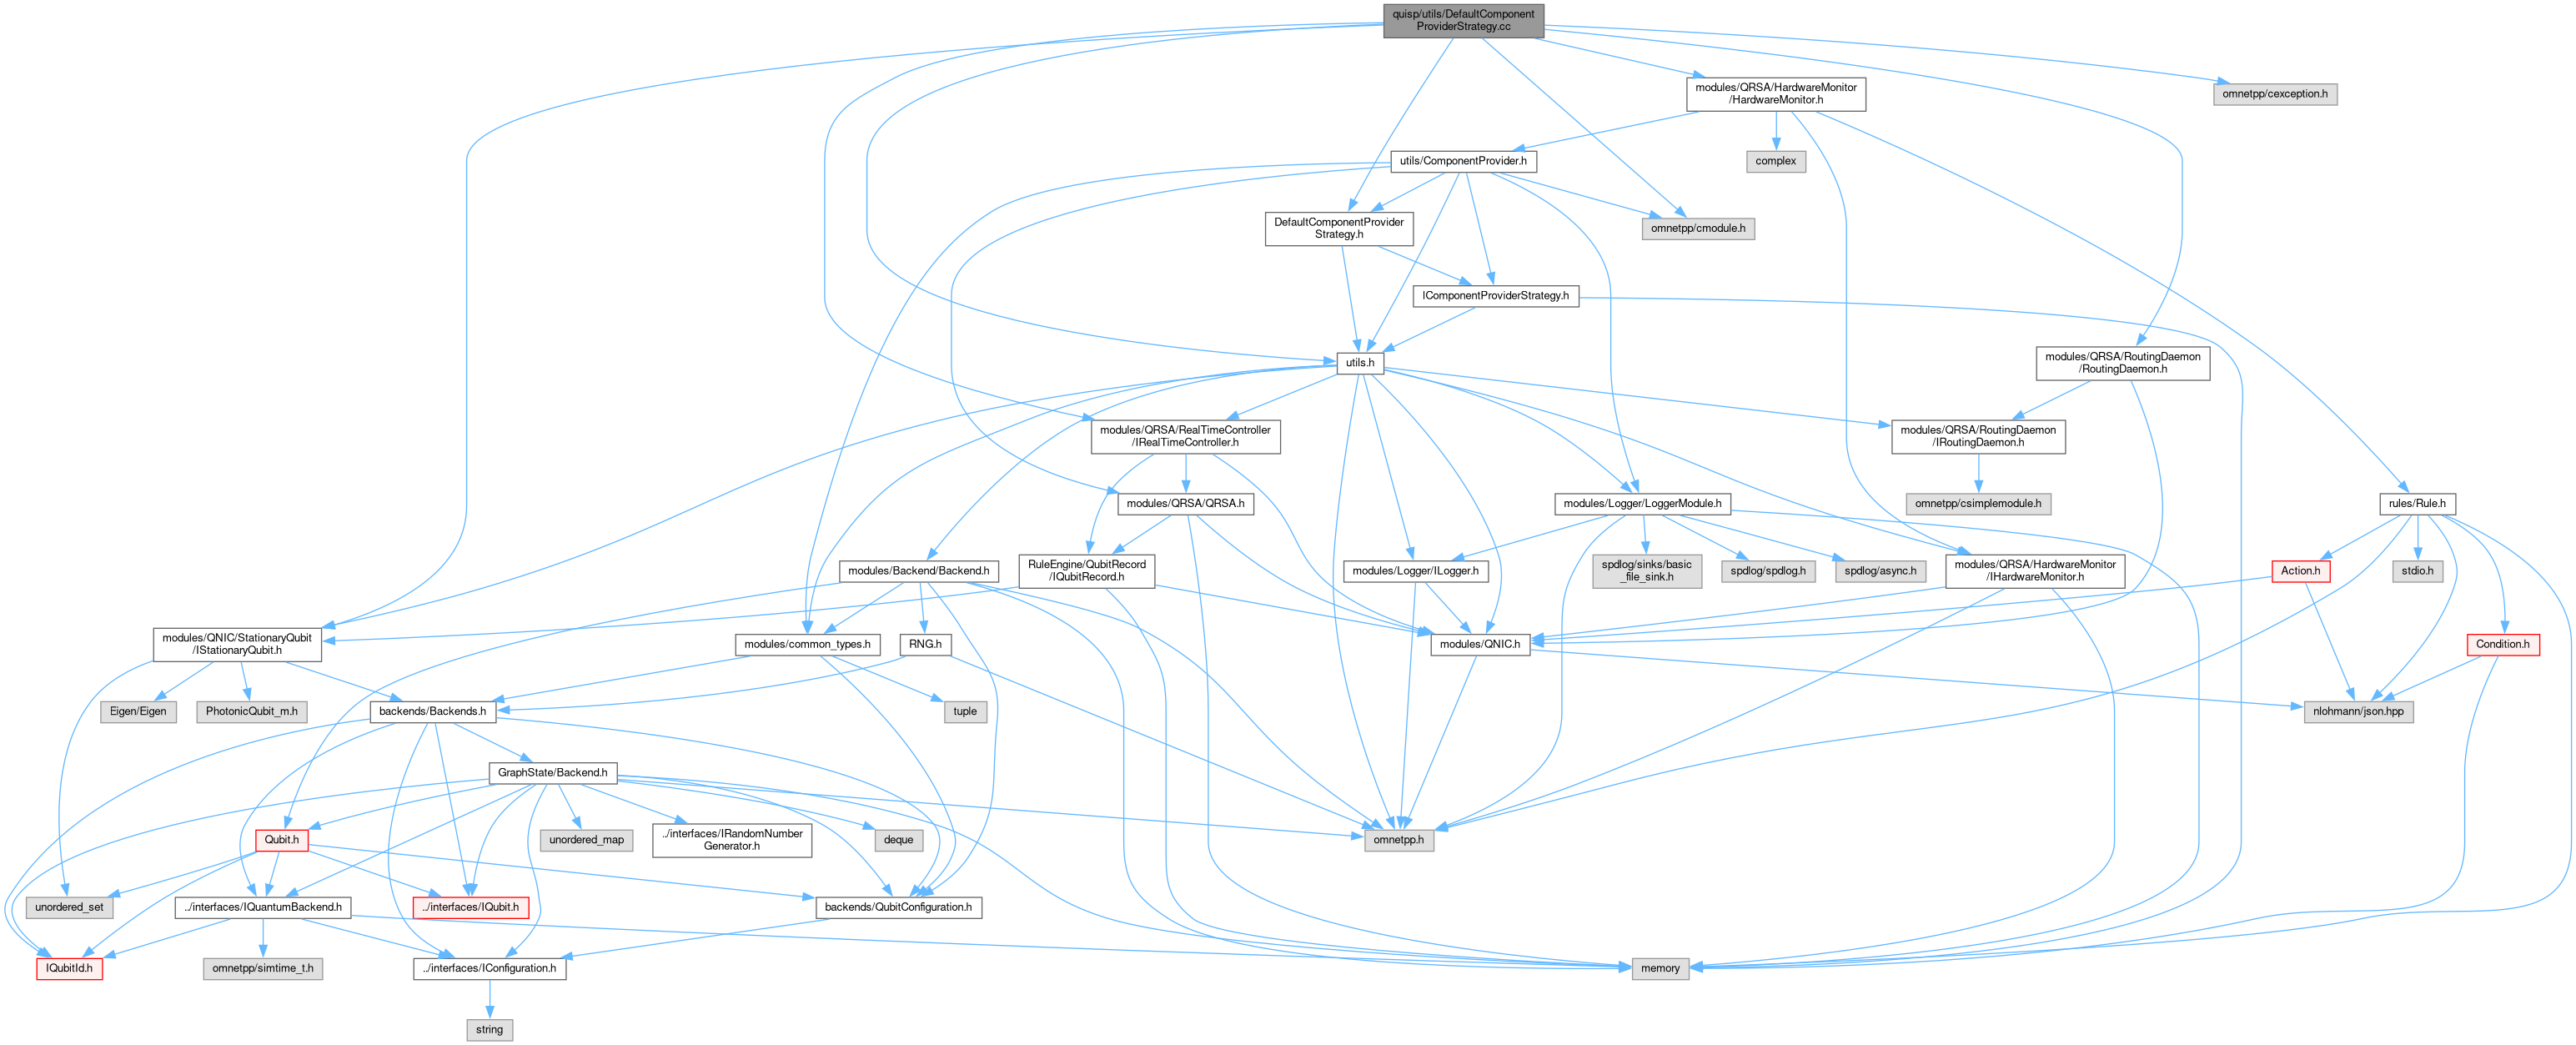 quisp/utils/DefaultComponent
ProviderStrategy.cc
modules/QRSA/HardwareMonitor
/HardwareMonitor.h
omnetpp/cexception.h
utils/ComponentProvider.h
complex
DefaultComponentProvider
Strategy.h
omnetpp/cmodule.h
IComponentProviderStrategy.h
utils.h
modules/QRSA/RoutingDaemon
/RoutingDaemon.h
modules/QRSA/RealTimeController
/IRealTimeController.h
modules/QRSA/RoutingDaemon
/IRoutingDaemon.h
modules/QRSA/QRSA.h
modules/Logger/LoggerModule.h
omnetpp/csimplemodule.h
rules/Rule.h
modules/Backend/Backend.h
RuleEngine/QubitRecord
/IQubitRecord.h
modules/Logger/ILogger.h
spdlog/sinks/basic
_file_sink.h
spdlog/spdlog.h
spdlog/async.h
modules/QRSA/HardwareMonitor
/IHardwareMonitor.h
Action.h
stdio.h
modules/QNIC/StationaryQubit
/IStationaryQubit.h
modules/common_types.h
RNG.h
modules/QNIC.h
Condition.h
Eigen/Eigen
PhotonicQubit_m.h
backends/Backends.h
tuple
nlohmann/json.hpp
GraphState/Backend.h
Qubit.h
unordered_map
../interfaces/IRandomNumber
Generator.h
deque
omnetpp.h
unordered_set
../interfaces/IQuantumBackend.h
../interfaces/IQubit.h
backends/QubitConfiguration.h
IQubitId.h
omnetpp/simtime_t.h
../interfaces/IConfiguration.h
memory
string